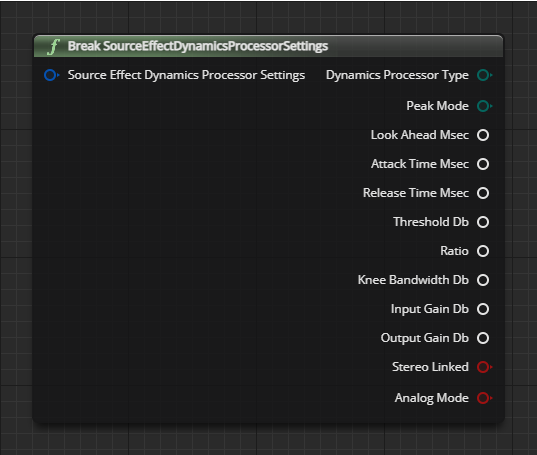 f Break SourceEffectDynamicsProcessorSettings
Source Effect Dynamics Processor Settings Dynamics Processor Type
Peak Mode
Look Ahead Msec
Attack Time Msec
Release Time Msec
Threshold Db
Ratio
Knee Bandwidth Db
Input Gain Db
Output Gain Db
Stereo Linked
Analog Mode